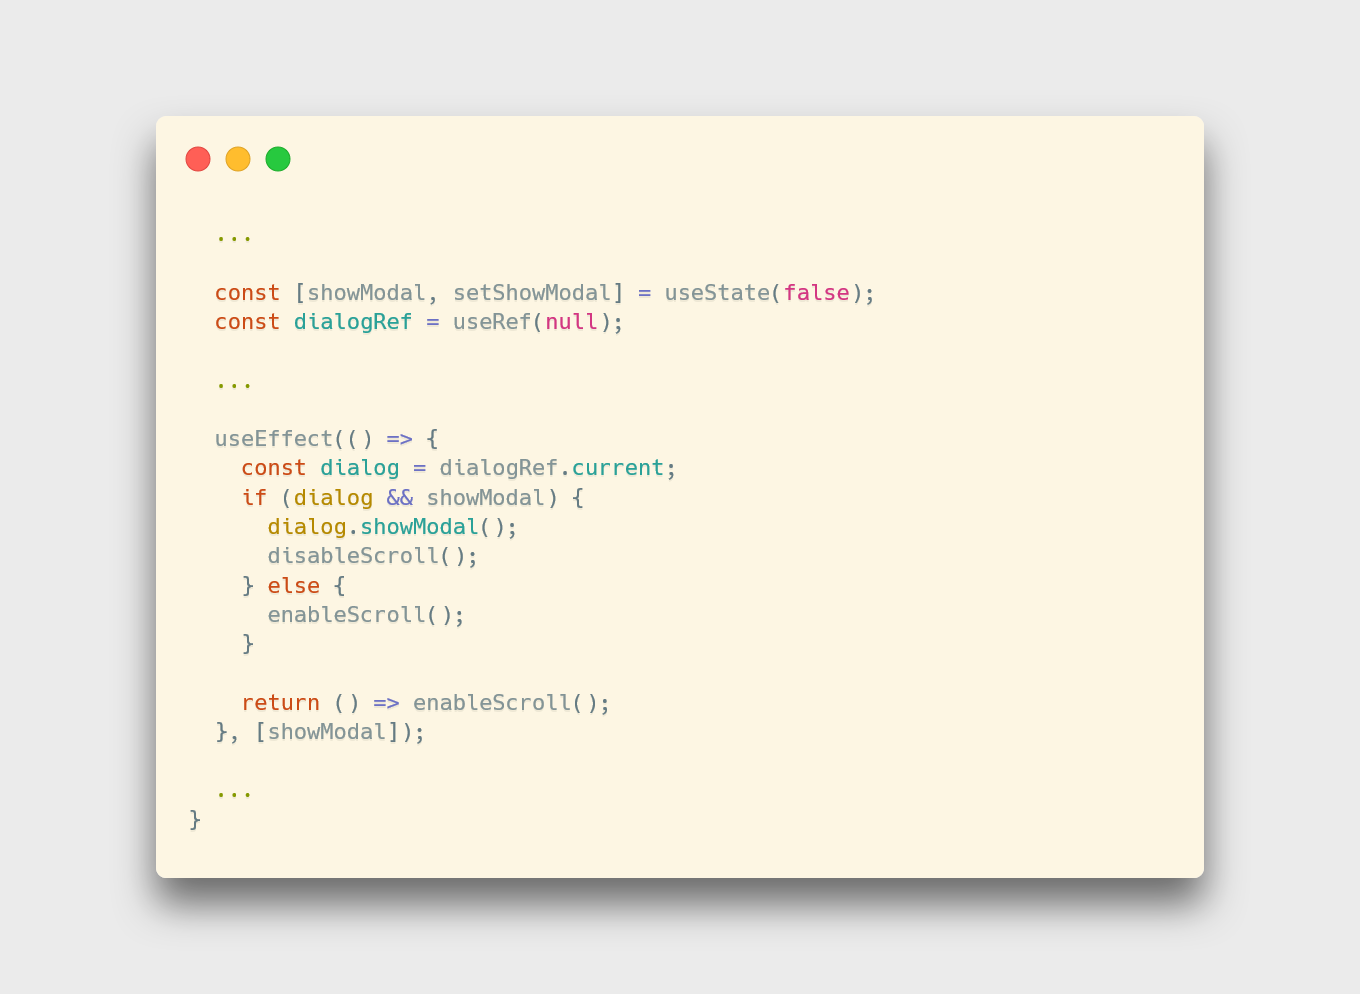 ...
const [showModal, setShowModal] = useState(false);
const dialogRef = useRef(null);
...
useEffect(() => {
const dialog = dialogRef.current;
if (dialog && showModal) {
dialog.showModal();
disableScroll();
} else {
enableScroll();
}
return () => enableScroll();
}, [showModal]);
...
}